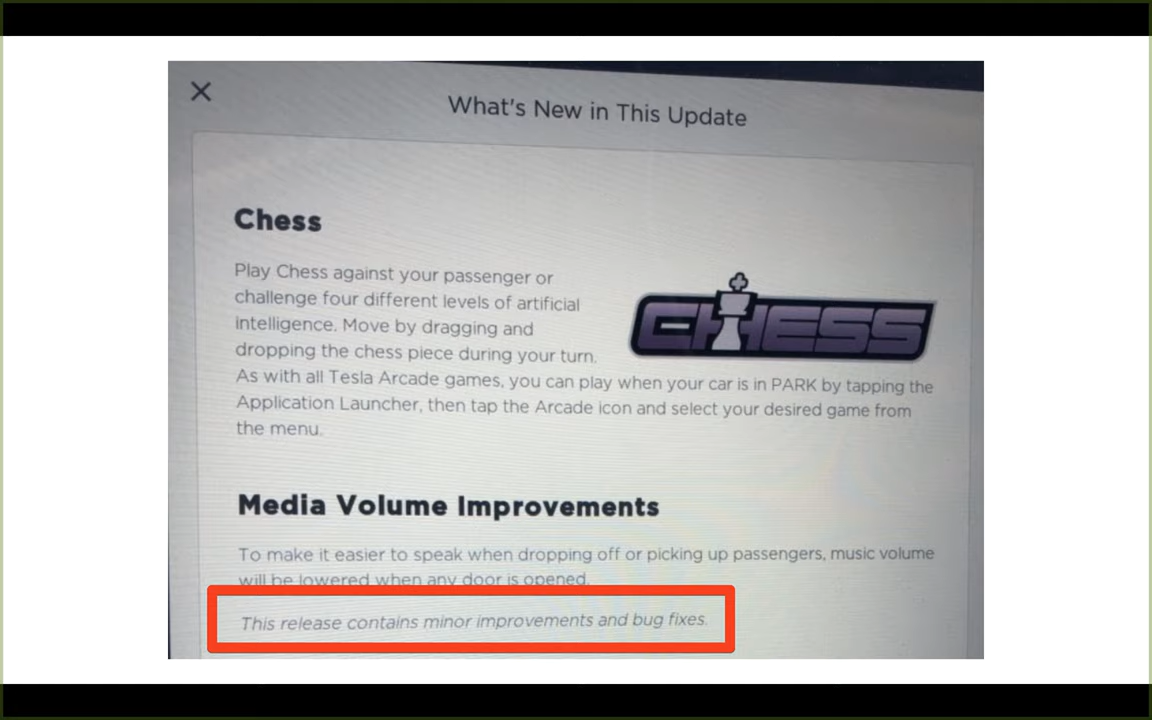 What's New in This Update
Chess
Play Chess against your passenger or
challenge four different levels of artificial
intelligence. Move by dragging and
dropping the chess piece during your turn.
CHESS
As with all Tesla Arcade games, you can play when your car is in PARK by tapping the
Application Launcher, then tap the Arcade icon and select your desired game from
the menu.
Media Volume Improvements
To make it easier to speak when dropping off or picking up passengers, music volume
will be lowered when any door is opened.
This release contains minor improvements and bug fixes.